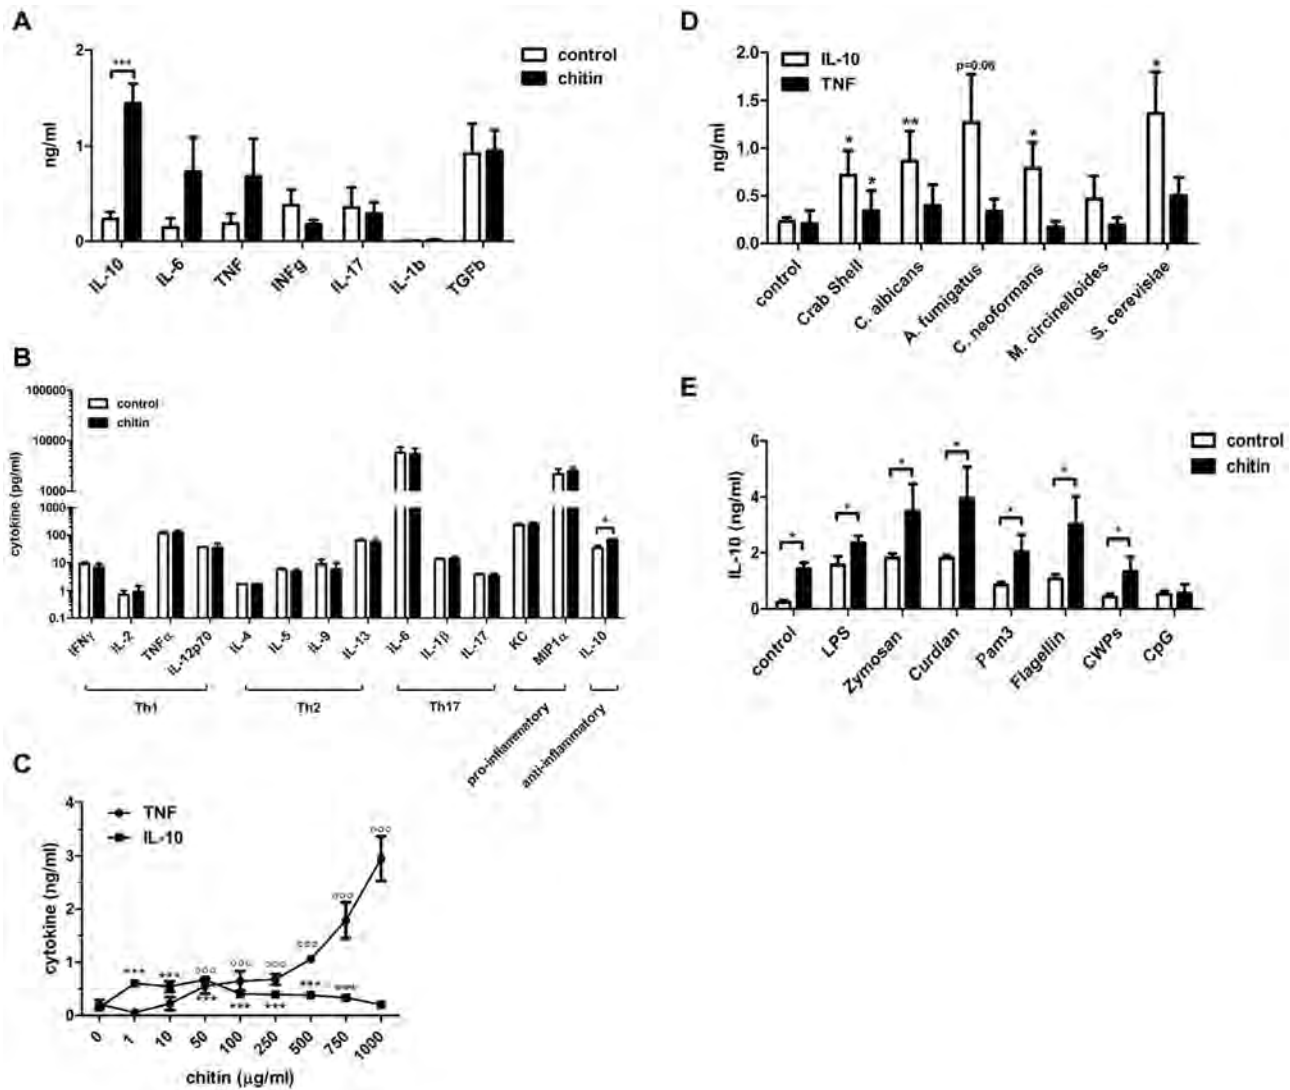 A
2
1
0
ng/ml
***
control
chitin
IL-10
IL-6
TNF
INFg
IL-17
IL-1b
TGFb
B
100000
10000
1000
1000
100
10
1
0.1
cytokine (pg/ml)
control
chitin
IFNγ
IL-2
TNFα
IL-12p70
IL-4
IL-5
IL-9
IL-13
IL-6
IL-1β
IL-17
KC
MIP1α
IL-10
Th1
Th2
Th17
pro-inflammatory
anti-inflammatory
C
4
3
2
1
0
cytokine (ng/ml)
TNF
IL-10
***
***
***
***
***
***
***
°°°
°°°
°°°
°°°
°°°
°°°
0
1
10
50
100
250
500
750
1000
chitin (μg/ml)
D
2.0
1.5
1.0
0.5
0.0
ng/ml
IL-10
TNF
*
*
**
p=0.06
*
*
control
Crab Shell
C. albicans
A. fumigatus
C. neoformans
M. circinelloides
S. cerevisiae
E
6
4
2
0
IL-10 (ng/ml)
control
chitin
*
*
*
*
*
*
*
control
LPS
Zymosan
Curdlan
Pam3
Flagellin
CWPs
CpG